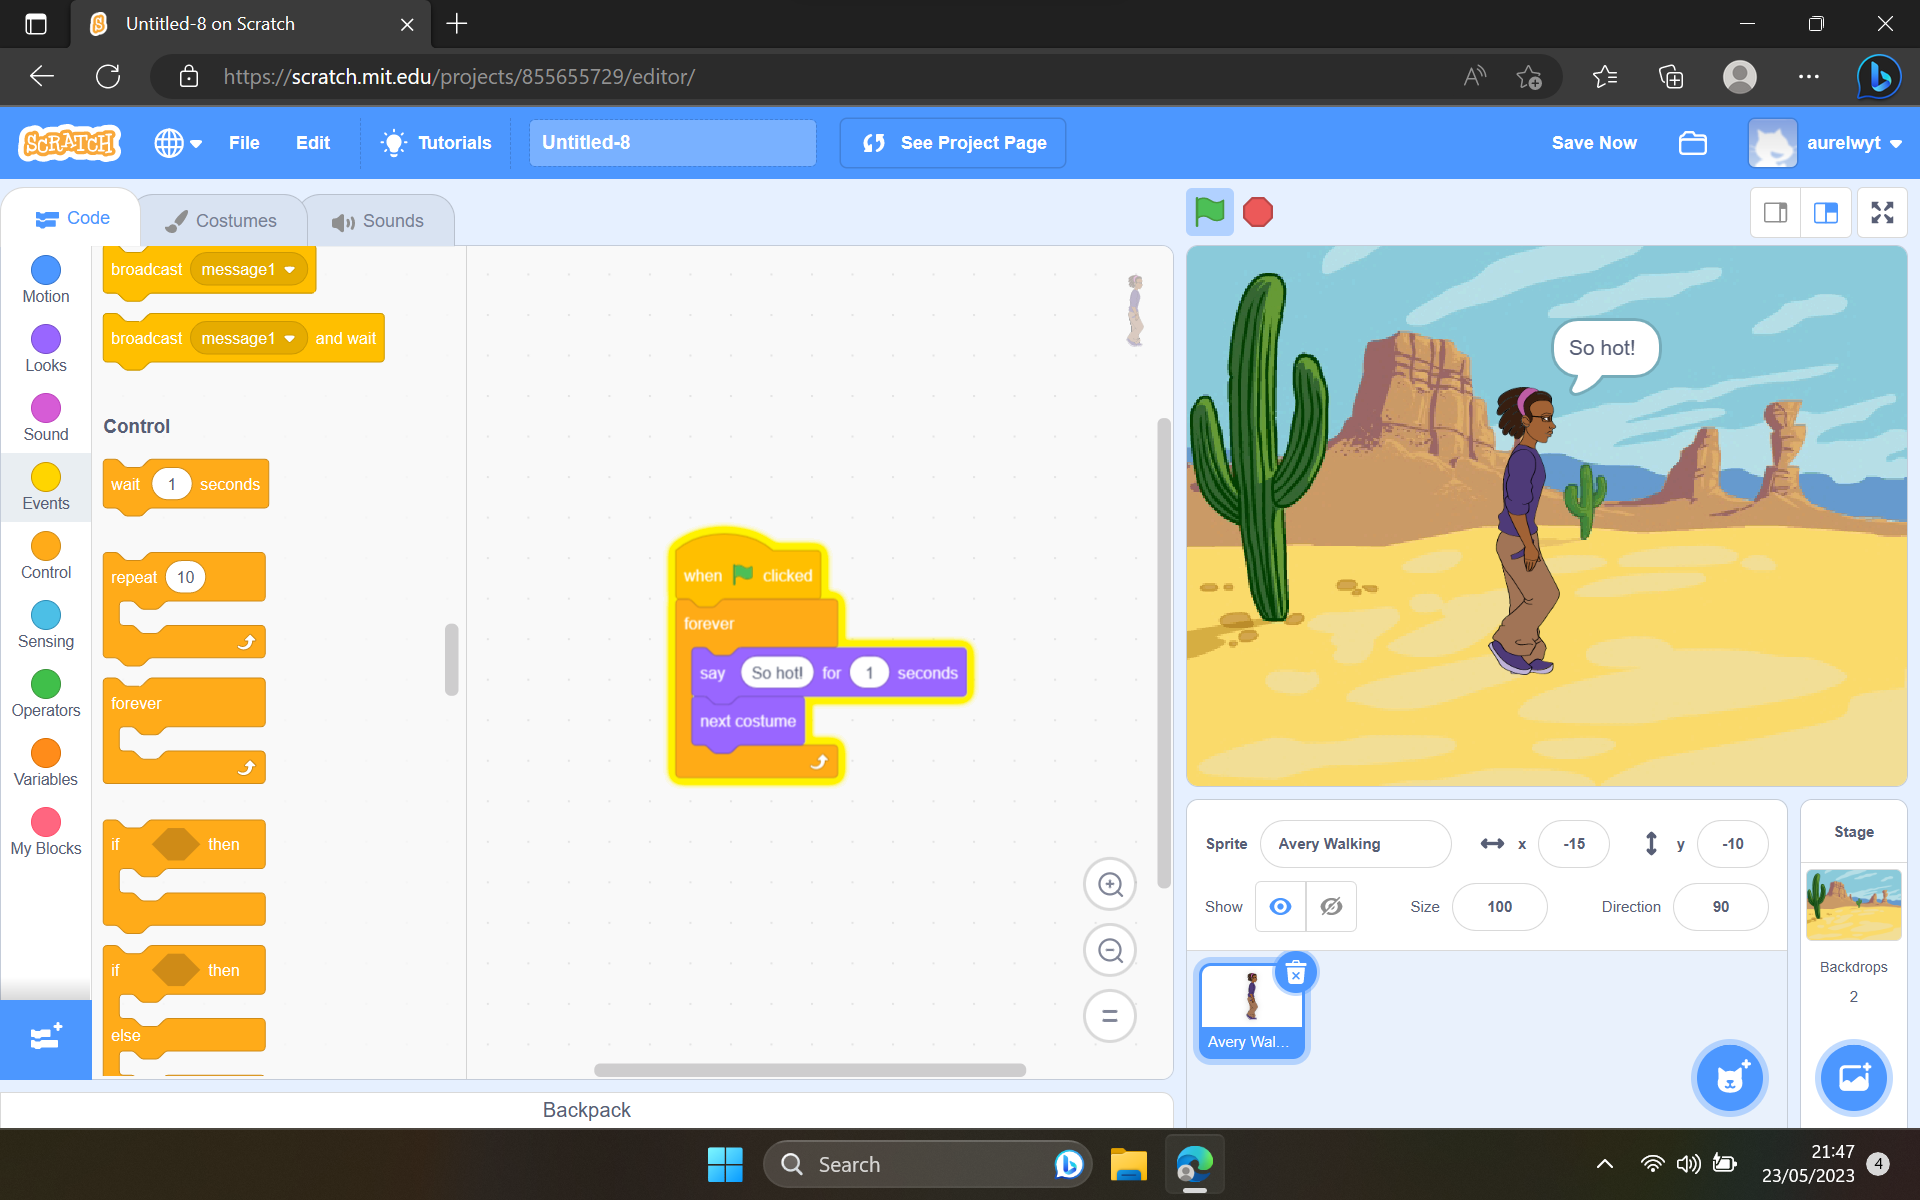 Untitled-8 on Scratch
https://scratch.mit.edu/projects/855655729/editor/
SCRATCH
File
Edit
Tutorials
Untitled-8
See Project Page
Save Now
aurelwyt
Code
Costumes
Sounds
Motion
Looks
Sound
Events
Control
Sensing
Operators
Variables
My Blocks
broadcast message1
broadcast message1 and wait
Control
wait 1 seconds
repeat 10
forever
if then
if then
else
when clicked
forever
say So hot! for 1 seconds
next costume
Backpack
So hot!
Sprite Avery Walking x -15 y -10
Show Size 100 Direction 90
Avery Wal...
Stage
Backdrops
2
Search
21:47
23/05/2023
4